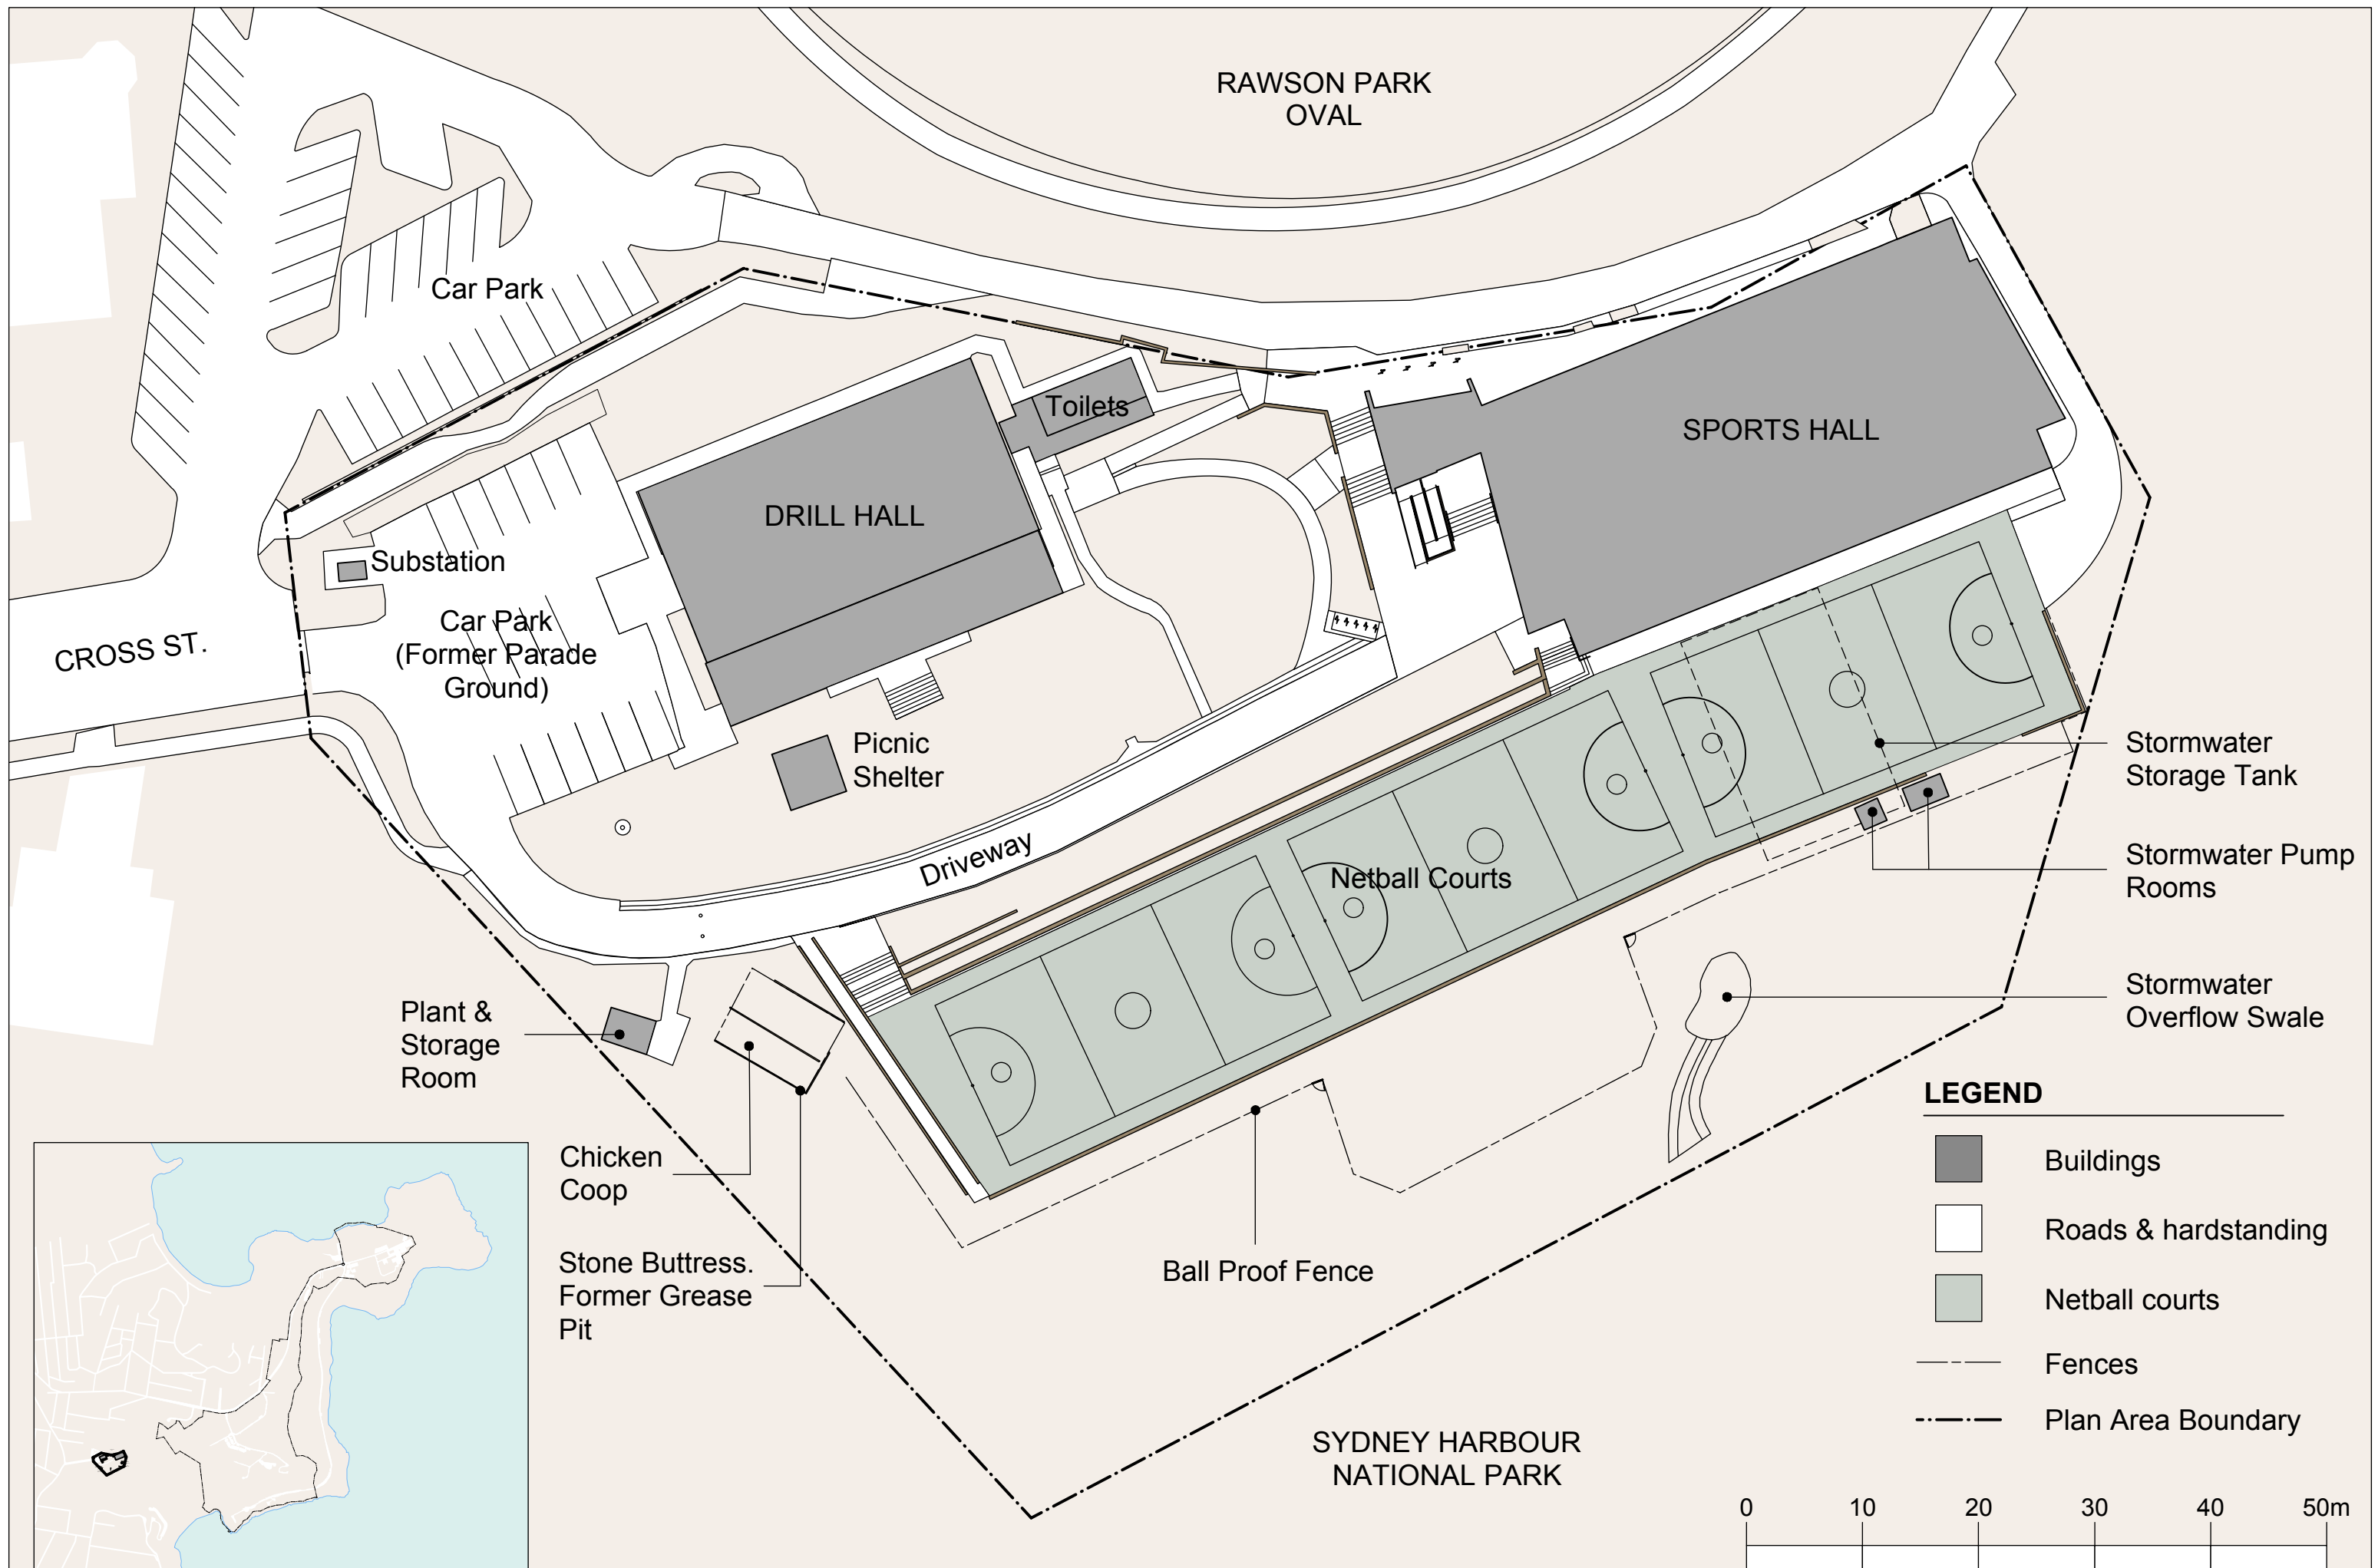 RAWSON PARK
OVAL
Car Park
Toilets
SPORTS HALL
DRILL HALL
Substation
CROSS ST.
Car Park
(Former Parade
Ground)
Picnic
Shelter
Driveway
Netball Courts
Stormwater
Storage Tank
Stormwater Pump
Rooms
Stormwater
Overflow Swale
Plant &
Storage
Room
Chicken
Coop
Stone Buttress.
Former Grease
Pit
Ball Proof Fence
SYDNEY HARBOUR
NATIONAL PARK
LEGEND
Buildings
Roads & hardstanding
Netball courts
Fences
Plan Area Boundary
0 10 20 30 40 50m